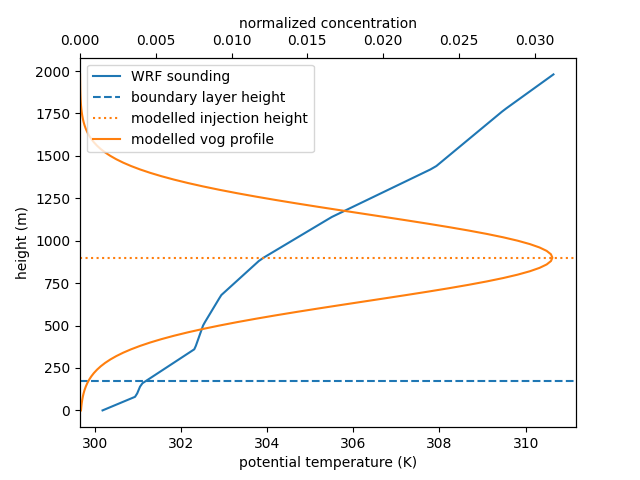 normalized concentration
0.000 0.005 0.010 0.015 0.020 0.025 0.030
WRF sounding
boundary layer height
modelled injection height
modelled vog profile
height (m)
2000
1750
1500
1250
1000
750
500
250
0
300 302 304 306 308 310
potential temperature (K)